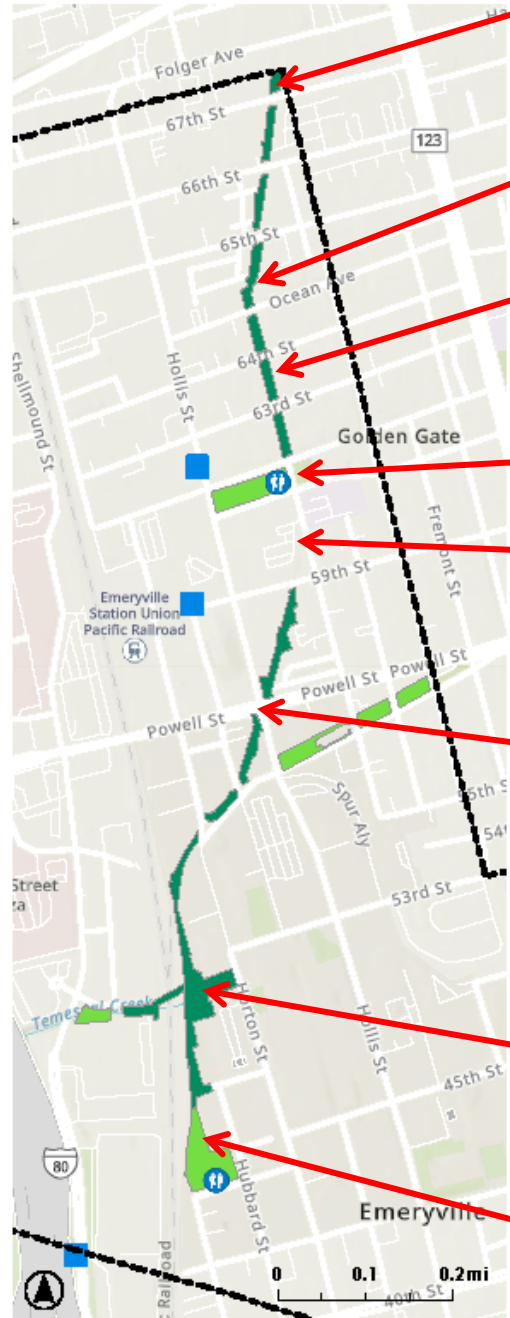 Folger Ave
67th St
123
66th St
65th St
Ocean Ave
Shellmound St
Hollis St
64th St
63rd St
Golden Gate
Fremont St
59th St
Emeryville
Station Union
Pacific Railroad
Powell St
Powell St
Powell St
Spur Aly
55th S
54t
Street
za
53rd St
Temescal Creek
Horton St
Hollis St
45th St
80
Hubbard St
Emeryville
c Railroad
0 0.1 0.2mi
40th St